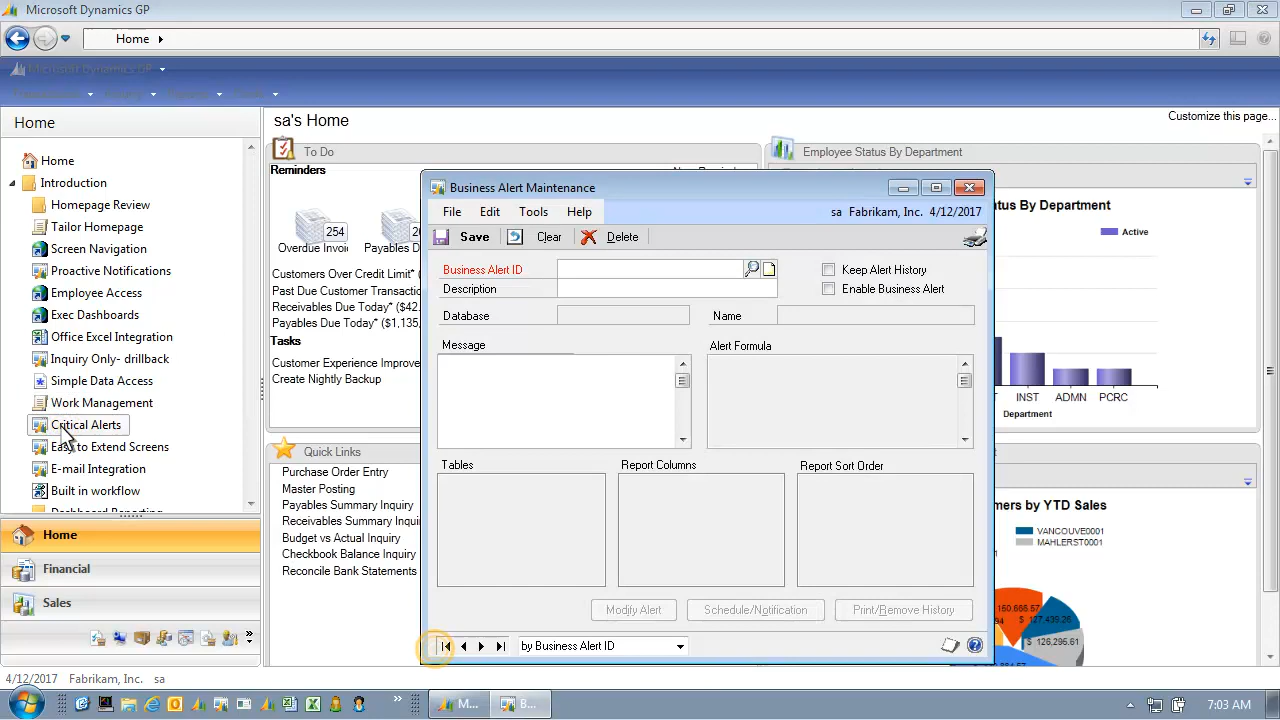 Microsoft Dynamics GP
Home
Microsoft Dynamics GP
Home
sa's Home
Customize this page...
Home
Introduction
Homepage Review
Tailor Homepage
Screen Navigation
Proactive Notifications
Employee Access
Exec Dashboards
Office Excel Integration
Inquiry Only- drillback
Simple Data Access
Work Management
Critical Alerts
Easy to Extend Screens
E-mail Integration
Built in workflow
Dashboard Reporting
Home
Financial
Sales
To Do
Reminders
254
Overdue Invoi
Payables D
Customers Over Credit Limit*
Past Due Customer Transactio
Receivables Due Today* ($42.
Payables Due Today* ($1,135,
Tasks
Customer Experience Improve
Create Nightly Backup
Quick Links
Purchase Order Entry
Master Posting
Payables Summary Inquiry
Receivables Summary Inqui
Budget vs Actual Inquiry
Checkbook Balance Inquiry
Reconcile Bank Statements
Employee Status By Department
tatus By Department
Active
INST ADMN PCRC
Department
mers by YTD Sales
VANCOUVE0001
MAHLERST0001
$ 127,439.26
$ 126,295.61
Business Alert Maintenance
File Edit Tools Help
sa Fabrikam, Inc. 4/12/2017
Save Clear Delete
Business Alert ID
Keep Alert History
Description
Enable Business Alert
Database
Name
Message
Alert Formula
Tables
Report Columns
Report Sort Order
Modify Alert
Schedule/Notification
Print/Remove History
by Business Alert ID
4/12/2017 Fabrikam, Inc. sa
M...
B...
7:03 AM